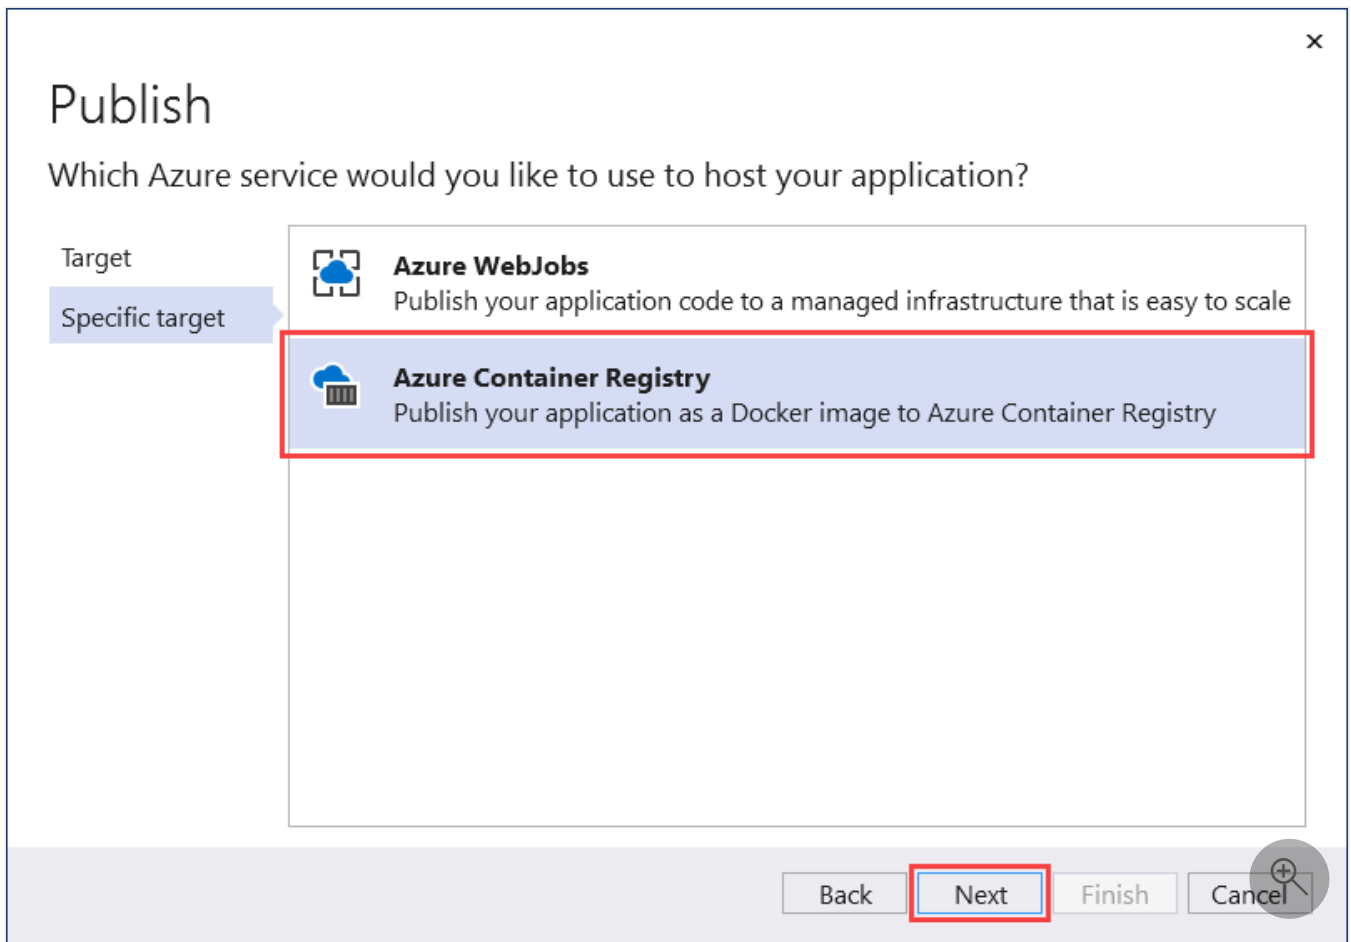 Publish
Which Azure service would you like to use to host your application?
Target
Specific target
Azure WebJobs
Publish your application code to a managed infrastructure that is easy to scale
Azure Container Registry
Publish your application as a Docker image to Azure Container Registry
Back
Next
Finish
Cancel